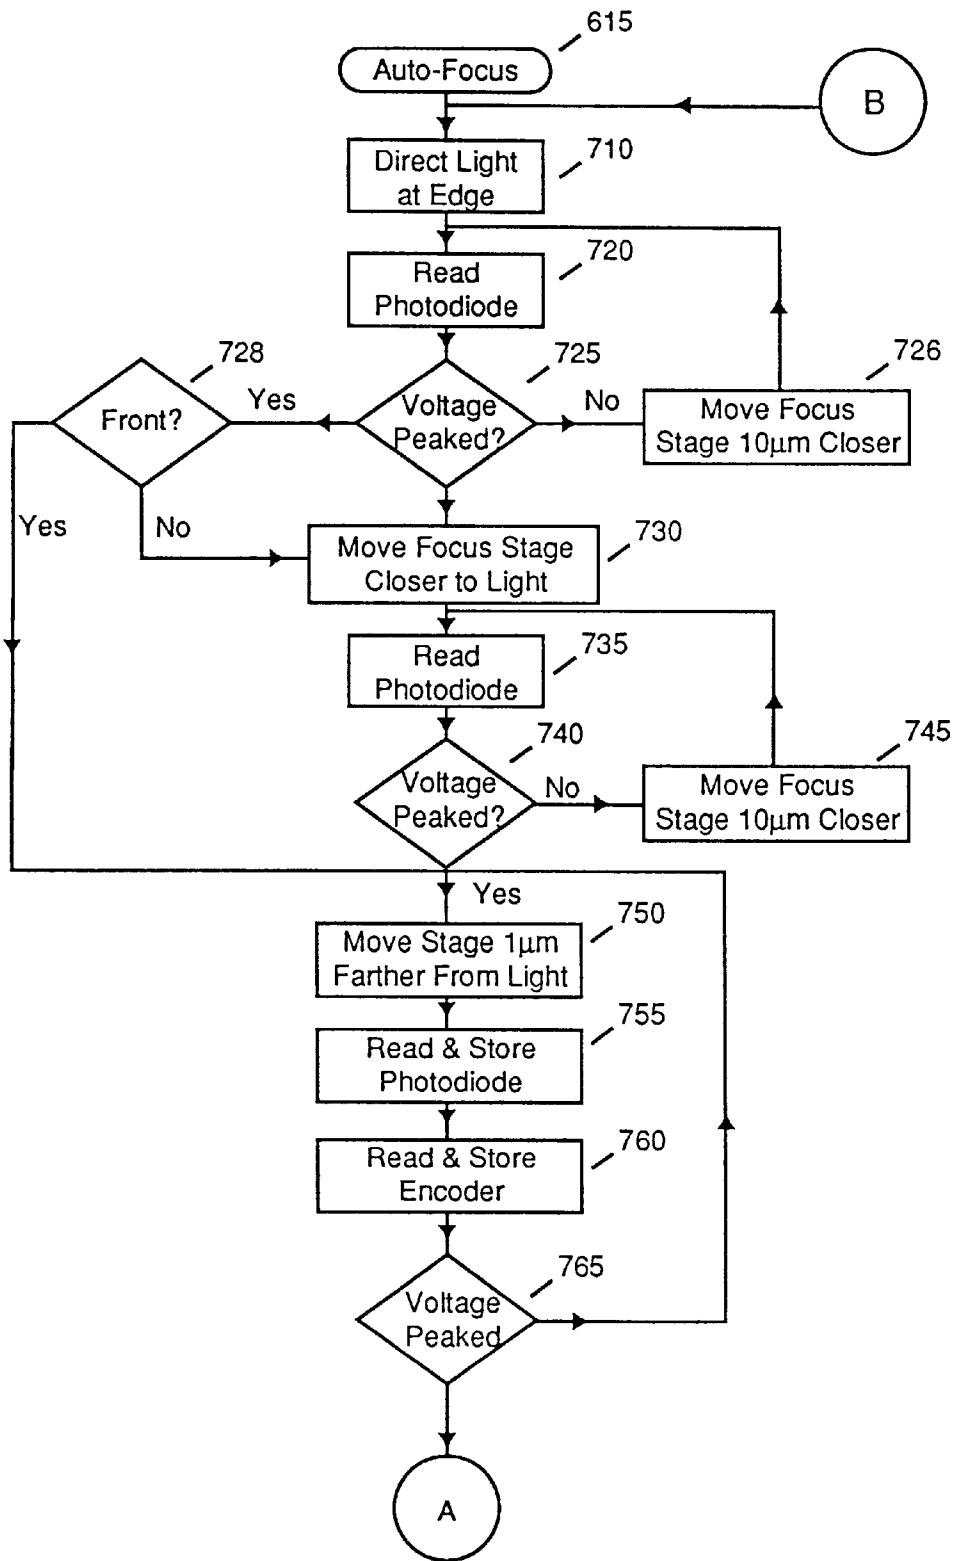 615
Auto-Focus
B
710
Direct Light
at Edge
720
Read
Photodiode
728
725
726
Front?
Yes
Voltage
Peaked?
No
Move Focus
Stage 10µm Closer
Yes
No
730
Move Focus Stage
Closer to Light
735
Read
Photodiode
740
745
Voltage
Peaked?
No
Move Focus
Stage 10µm Closer
Yes
750
Move Stage 1µm
Farther From Light
755
Read & Store
Photodiode
760
Read & Store
Encoder
765
Voltage
Peaked
A